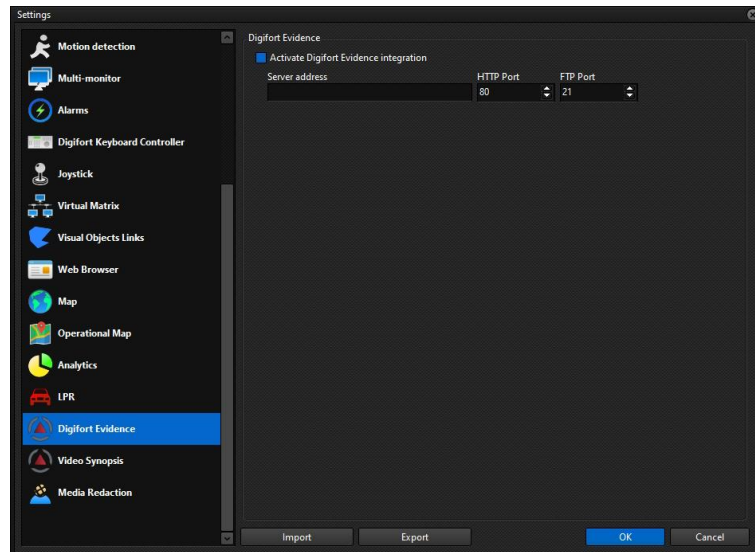 Settings
Motion detection
Multi-monitor
Alarms
Digifort Keyboard Controller
Joystick
Virtual Matrix
Visual Objects Links
Web Browser
Map
Operational Map
Analytics
LPR
Digifort Evidence
Video Synopsis
Media Redaction
Digifort Evidence
Activate Digifort Evidence integration
Server address HTTP Port FTP Port
80 21
Import Export OK Cancel